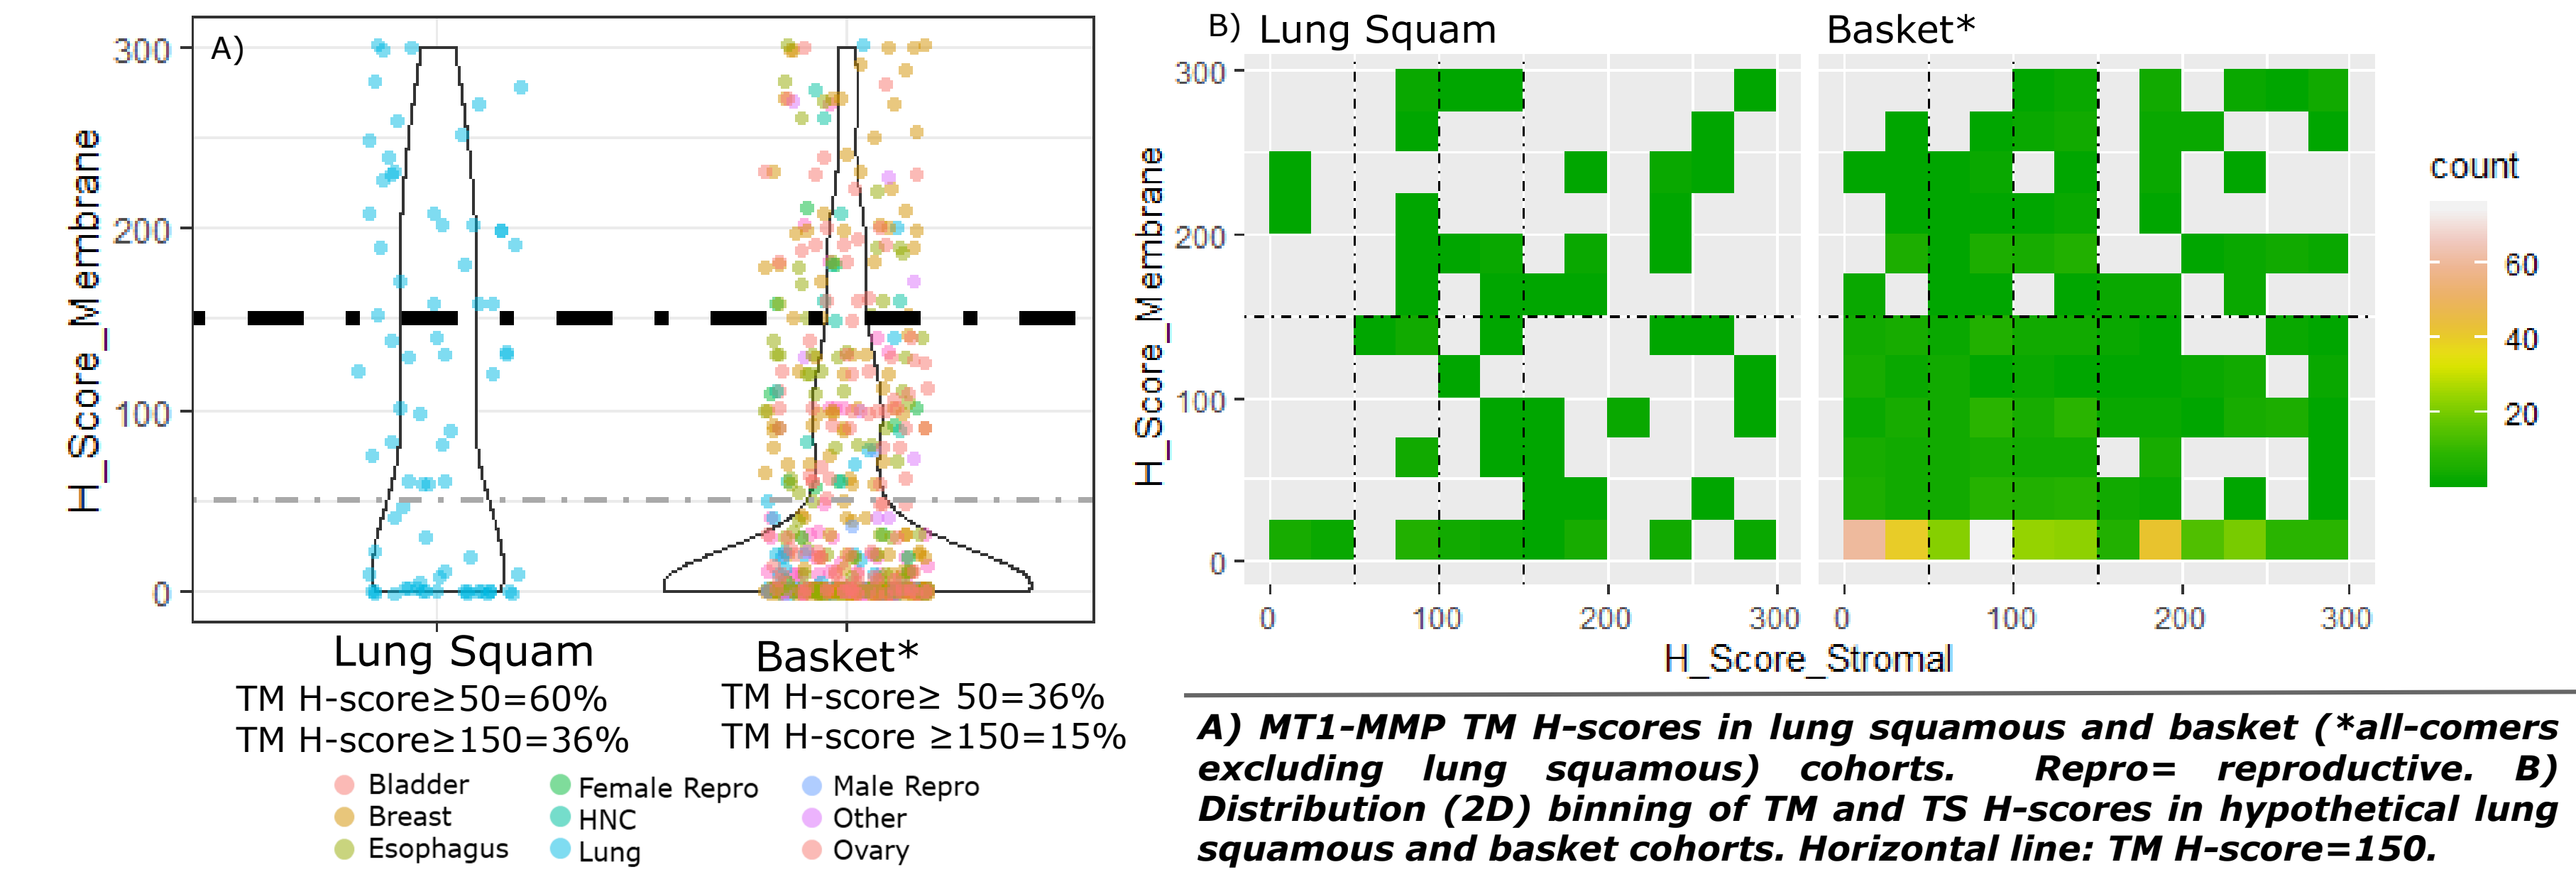 A)
300
200
100
0
H_Score_Membrane
Lung Squam
TM H-score≥50=60%
TM H-score≥150=36%
Basket*
TM H-score≥ 50=36%
TM H-score ≥150=15%
Bladder
Breast
Esophagus
Female Repro
HNC
Lung
Male Repro
Other
Ovary
B)
Lung Squam
Basket*
300
200
100
0
H_Score_Membrane
0 100 200 300
0 100 200 300
H_Score_Stromal
count
60
40
20
A) MT1-MMP TM H-scores in lung squamous and basket (*all-comers
excluding lung squamous) cohorts. Repro= reproductive. B)
Distribution (2D) binning of TM and TS H-scores in hypothetical lung
squamous and basket cohorts. Horizontal line: TM H-score=150.